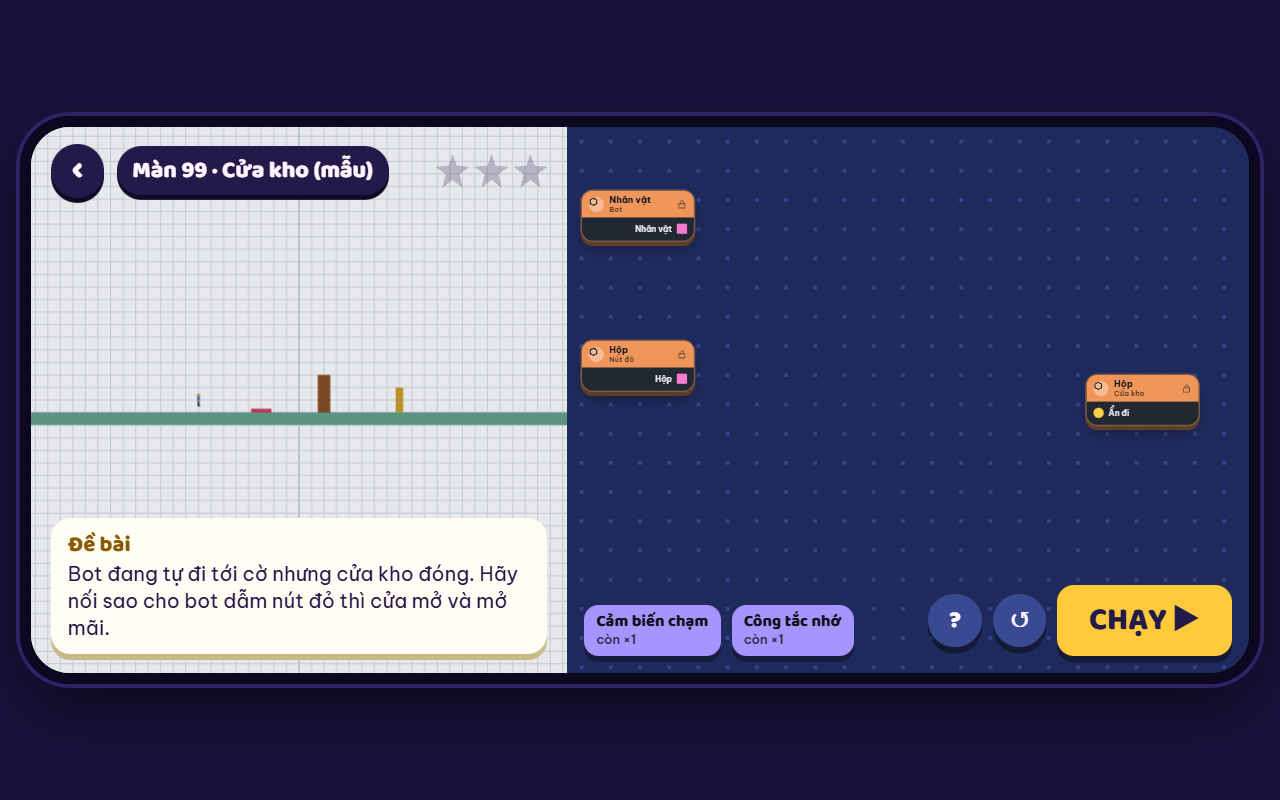 Màn 99 • Cửa kho (mẫu)
Nhân vật
Bot
Nhân vật
Hộp
Nút đỏ
Hộp
Hộp
Cửa kho
Ẩn đi
Đề bài
Bot đang tự đi tới cờ nhưng cửa kho đóng. Hãy
nối sao cho bot dẫm nút đỏ thì cửa mở và mở
mãi.
Cảm biến chạm
còn ×1
Công tắc nhớ
còn ×1
?
CHẠY